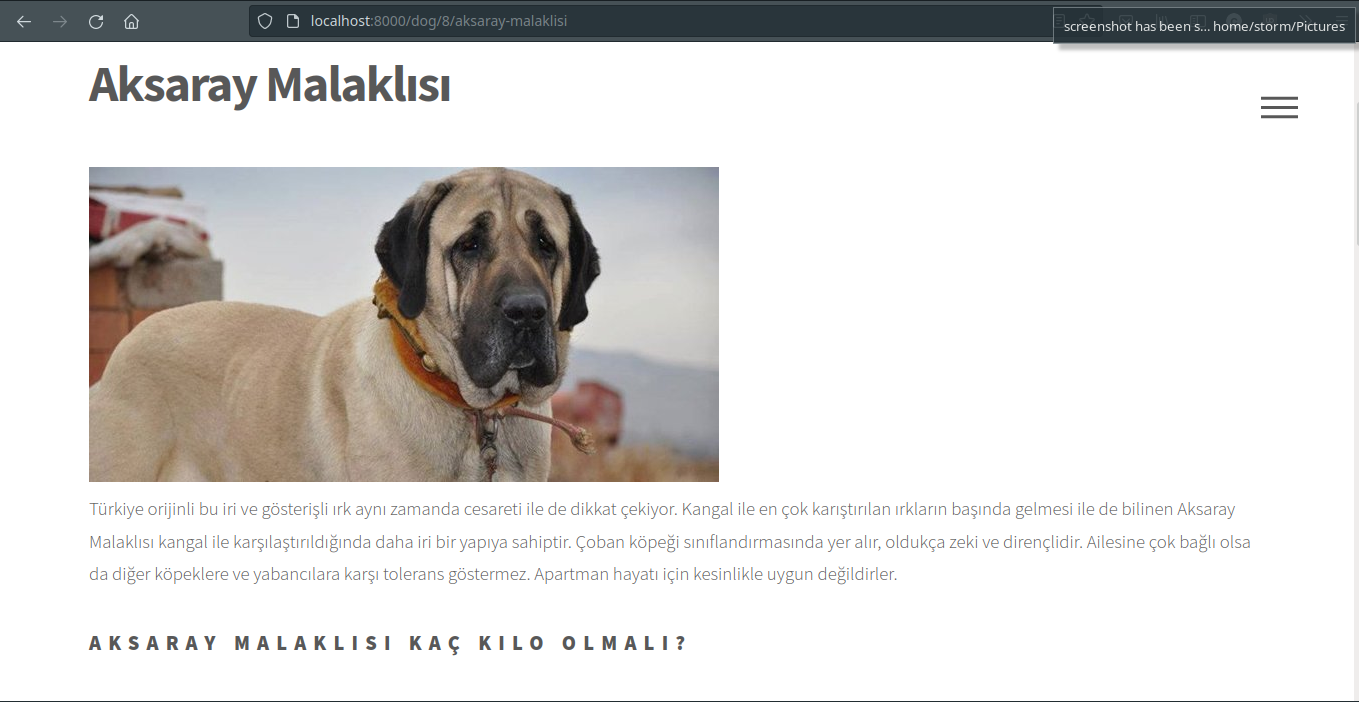 localhost:8000/dog/8/aksaray-malaklisi
screenshot has been s... home/storm/Pictures
Aksaray Malaklısı
Türkiye orijinli bu iri ve gösterişli ırk aynı zamanda cesareti ile de dikkat çekiyor. Kangal ile en çok karıştırılan ırkların başında gelmesi ile de bilinen Aksaray
Malaklısı kangal ile karşılaştırıldığında daha iri bir yapıya sahiptir. Çoban köpeği sınıflandırmasında yer alır, oldukça zeki ve dirençlidir. Ailesine çok bağlı olsa
da diğer köpeklere ve yabancılara karşı tolerans göstermez. Apartman hayatı için kesinlikle uygun değildirler.
AKSARAY MALAKLISI KAÇ KILO OLMALI?